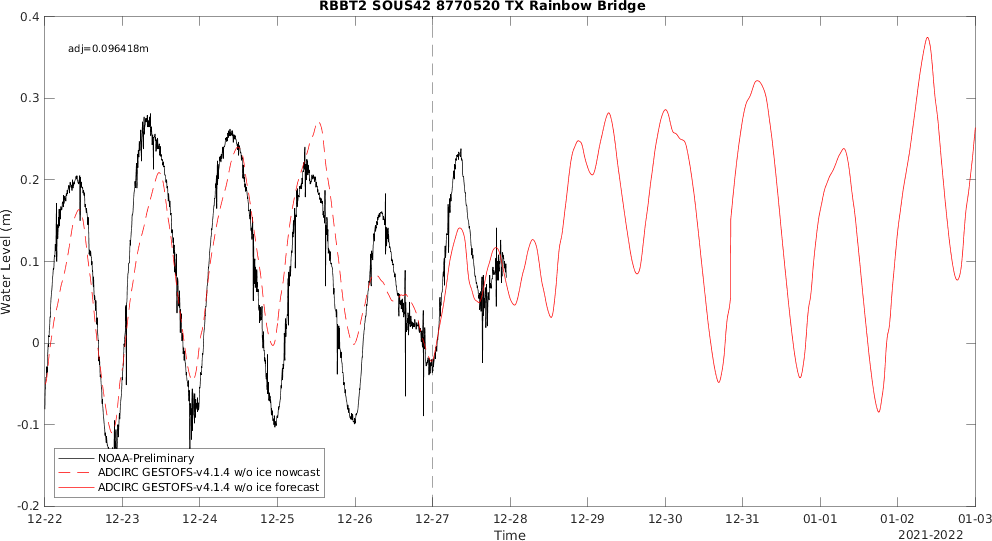 RBBT2 SOUS42 8770520 TX Rainbow Bridge
0.4
adj=0.096418m
0.3
0.2
0.1
0
-0.1
-0.2
Water Level (m)
NOAA-Preliminary
ADCIRC GESTOFS-v4.1.4 w/o ice nowcast
ADCIRC GESTOFS-v4.1.4 w/o ice forecast
12-22 12-23 12-24 12-25 12-26 12-27 12-28 12-29 12-30 12-31 01-01 01-02 01-03
Time
2021-2022